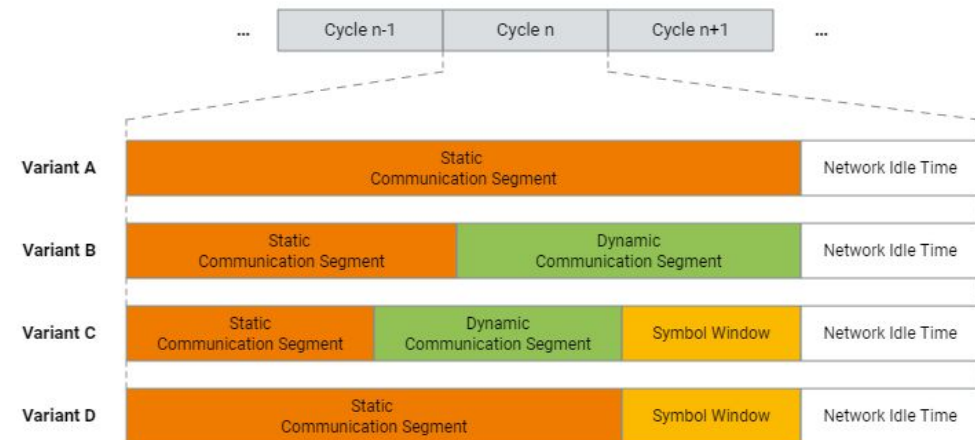 ... Cycle n-1 Cycle n Cycle n+1 ...
Variant A
Static
Communication Segment
Network Idle Time
Variant B
Static
Communication Segment
Dynamic
Communication Segment
Network Idle Time
Variant C
Static
Communication Segment
Dynamic
Communication Segment
Symbol Window
Network Idle Time
Variant D
Static
Communication Segment
Symbol Window
Network Idle Time